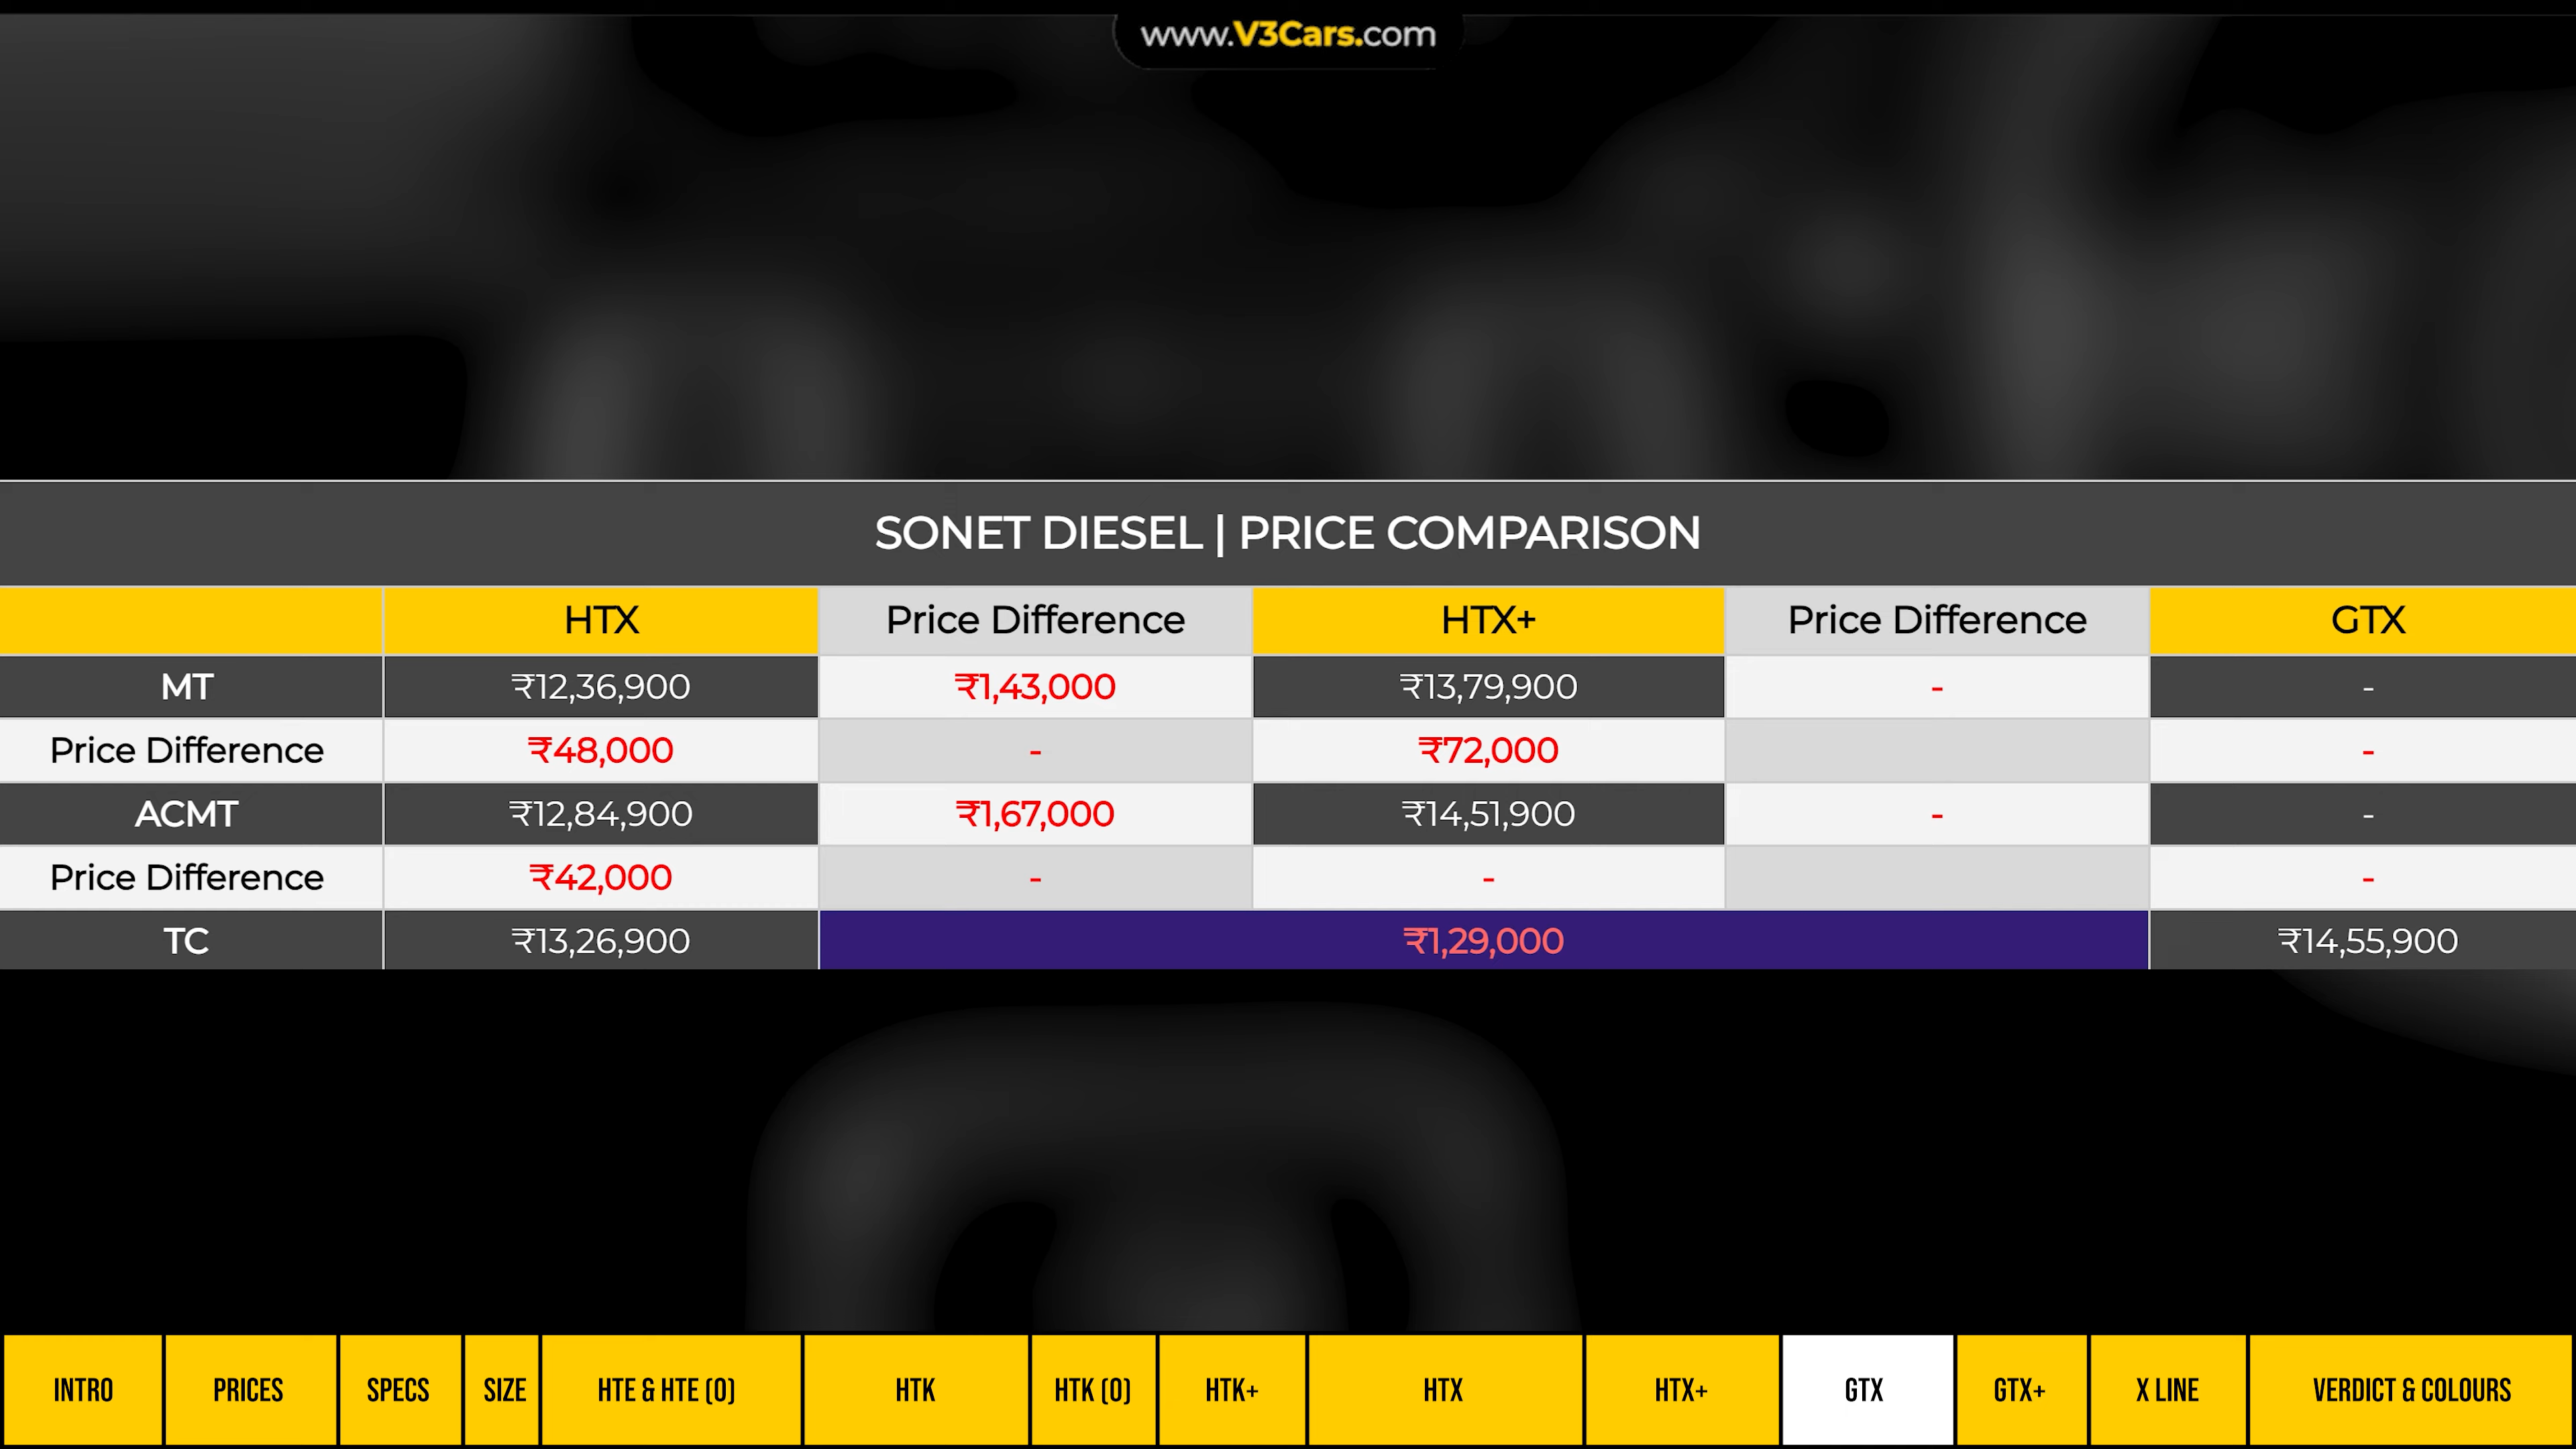 www.V3Cars.com
SONET DIESEL | PRICE COMPARISON
HTX Price Difference HTX+ Price Difference GTX
MT ₹12,36,900 ₹1,43,000 ₹13,79,900 - -
Price Difference ₹48,000 - ₹72,000 -
ACMT ₹12,84,900 ₹1,67,000 ₹14,51,900 - -
Price Difference ₹42,000 - - -
TC ₹13,26,900 ₹1,29,000 ₹14,55,900
INTRO PRICES SPECS SIZE HTE & HTE (O) HTK HTK (O) HTK+ HTX HTX+ GTX GTX+ X LINE VERDICT & COLOURS